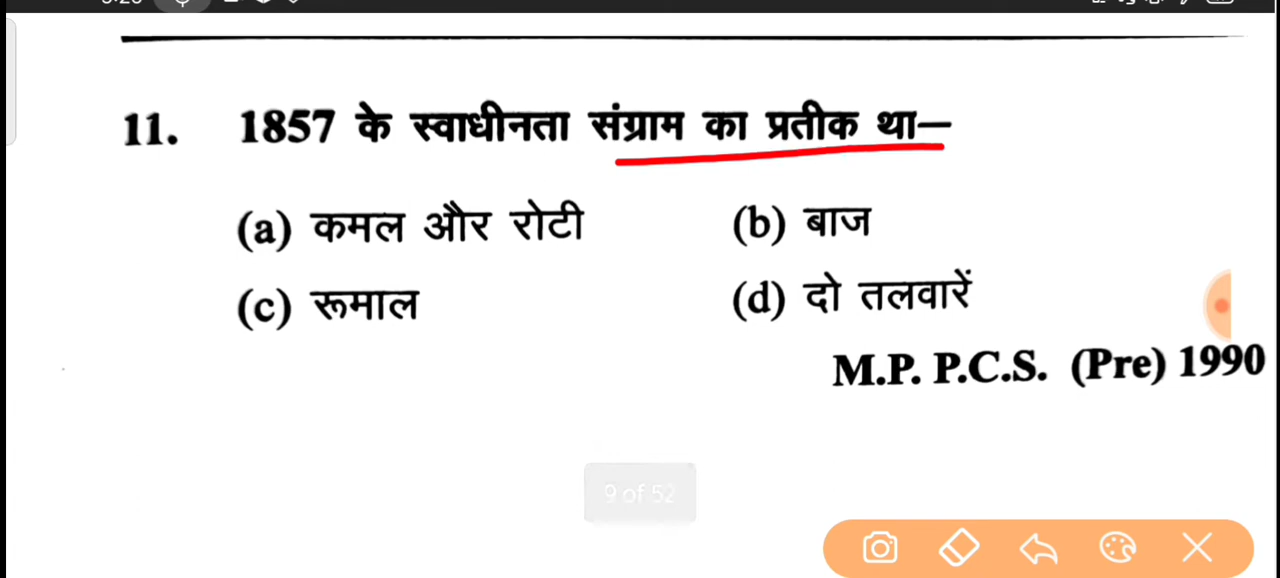 11. 1857 के स्वाधीनता संग्राम का प्रतीक था–
(a) कमल और रोटी (b) बाज
(c) रूमाल (d) दो तलवारें
M.P. P.C.S. (Pre) 1990
9 of 52